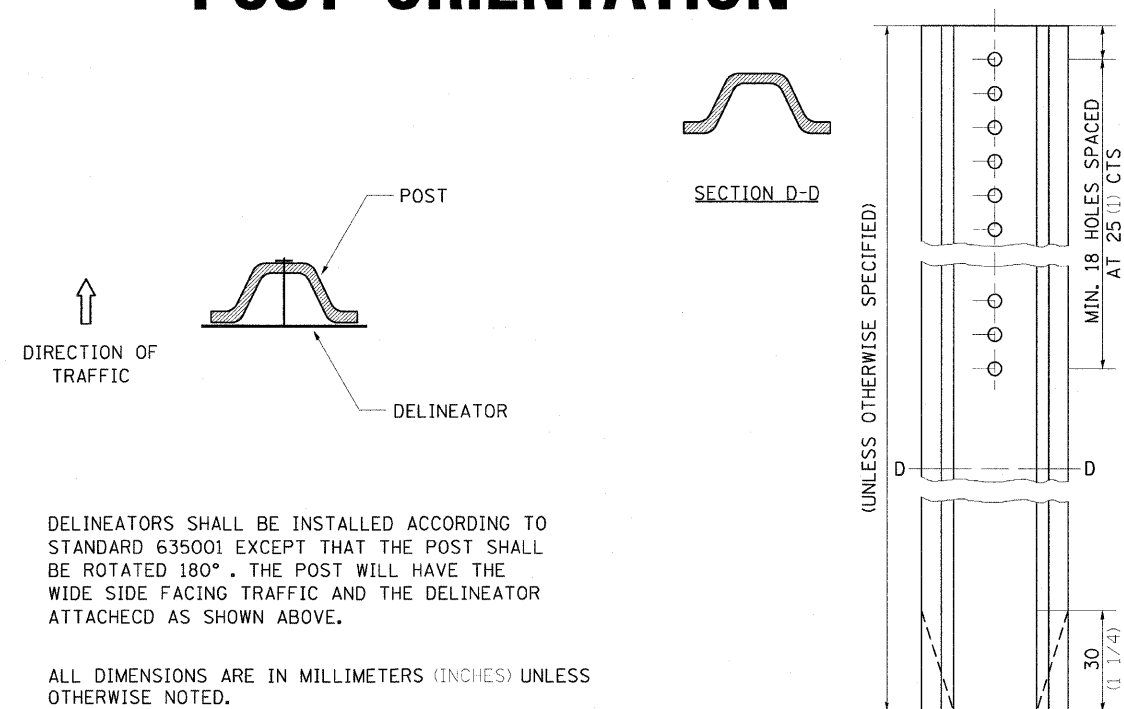 POST ORIENTATION
POST
DIRECTION OF
TRAFFIC
DELINEATOR
SECTION D-D
(UNLESS OTHERWISE SPECIFIED)
MIN. 18 HOLES SPACED
AT 25 (1) CTS
D
D
30
(1 1/4)
DELINEATORS SHALL BE INSTALLED ACCORDING TO
STANDARD 635001 EXCEPT THAT THE POST SHALL
BE ROTATED 180° . THE POST WILL HAVE THE
WIDE SIDE FACING TRAFFIC AND THE DELINEATOR
ATTACHECD AS SHOWN ABOVE.
ALL DIMENSIONS ARE IN MILLIMETERS (INCHES) UNLESS
OTHERWISE NOTED.